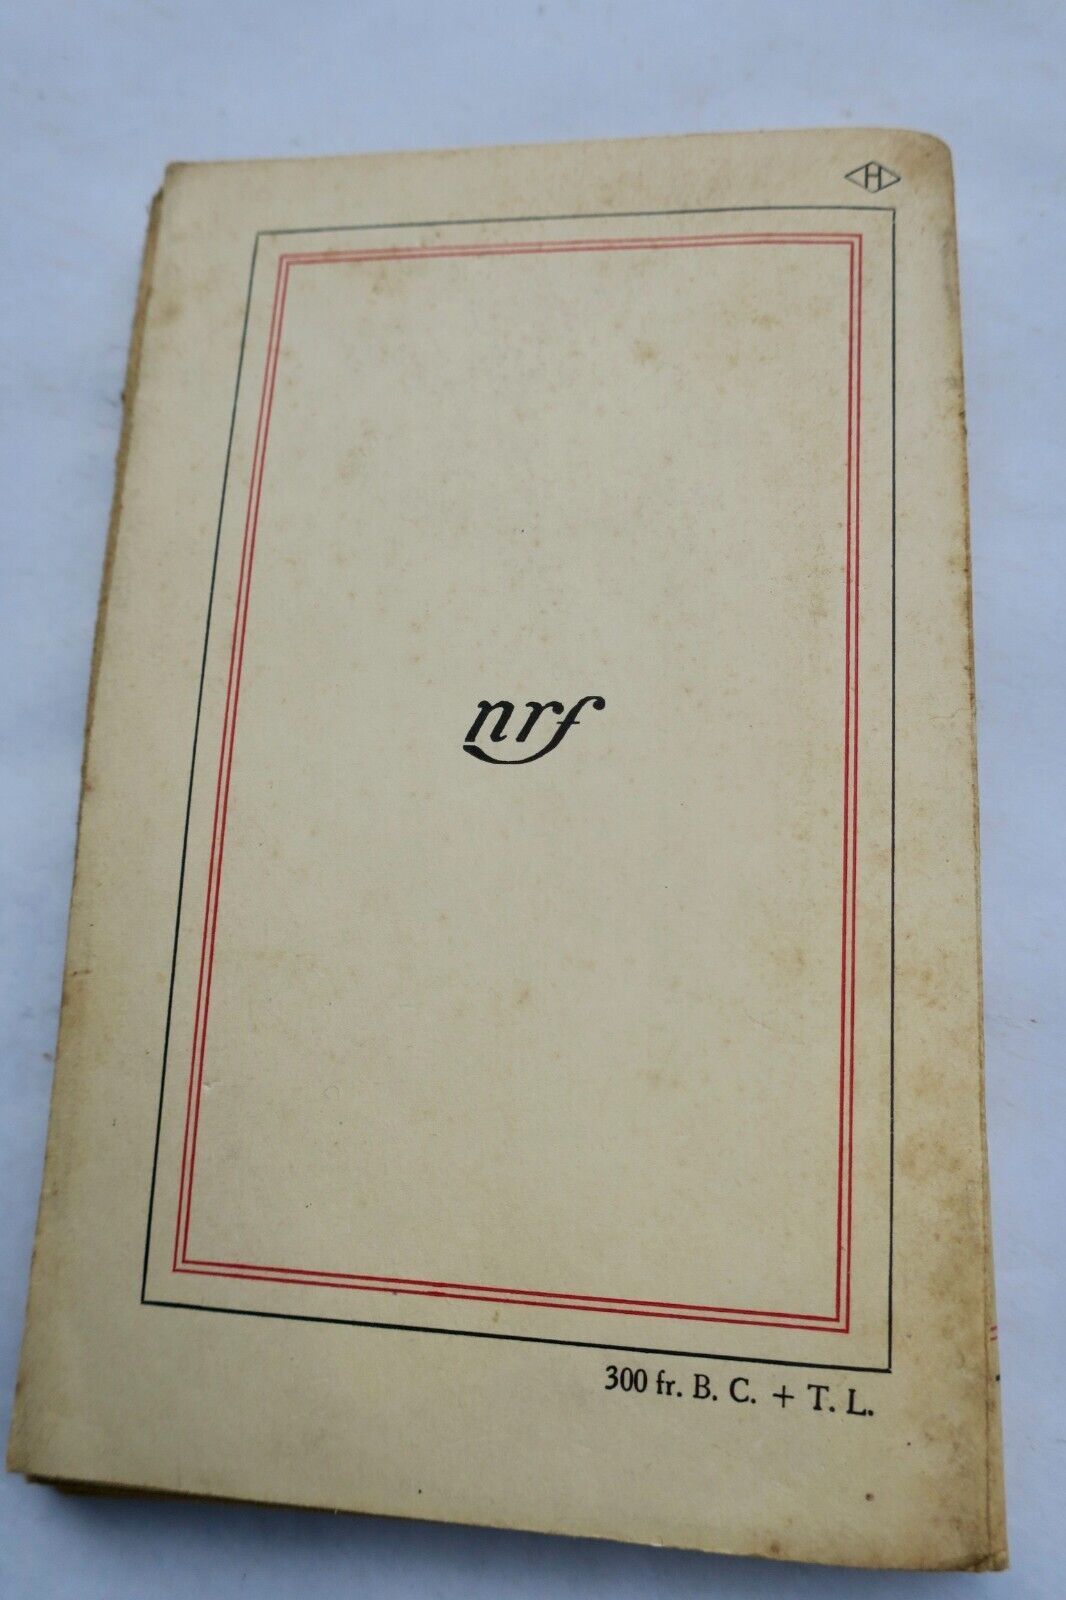 H
nrf
300 fr. B. C. + T. L.